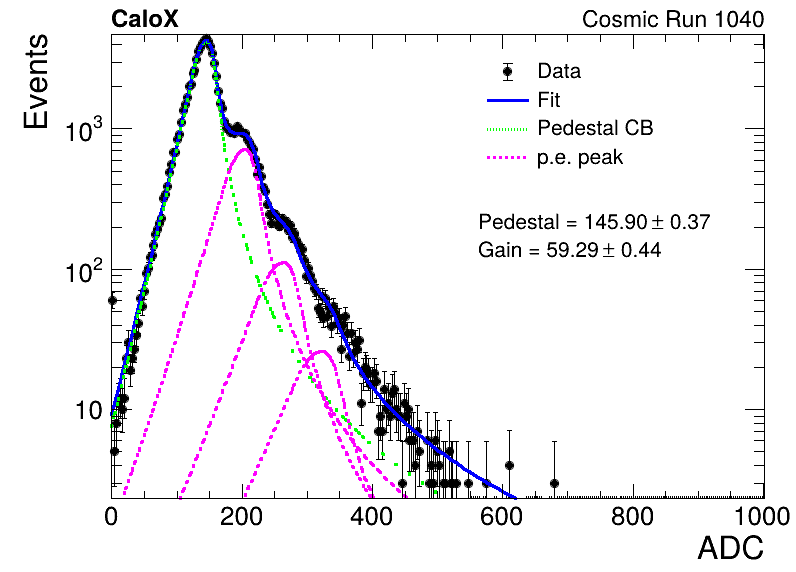 CaloX Cosmic Run 1040
Events
Data
Fit
Pedestal CB
p.e. peak
Pedestal = 145.90 ± 0.37
Gain = 59.29 ± 0.44
10³
10²
10
0 200 400 600 800 1000
ADC